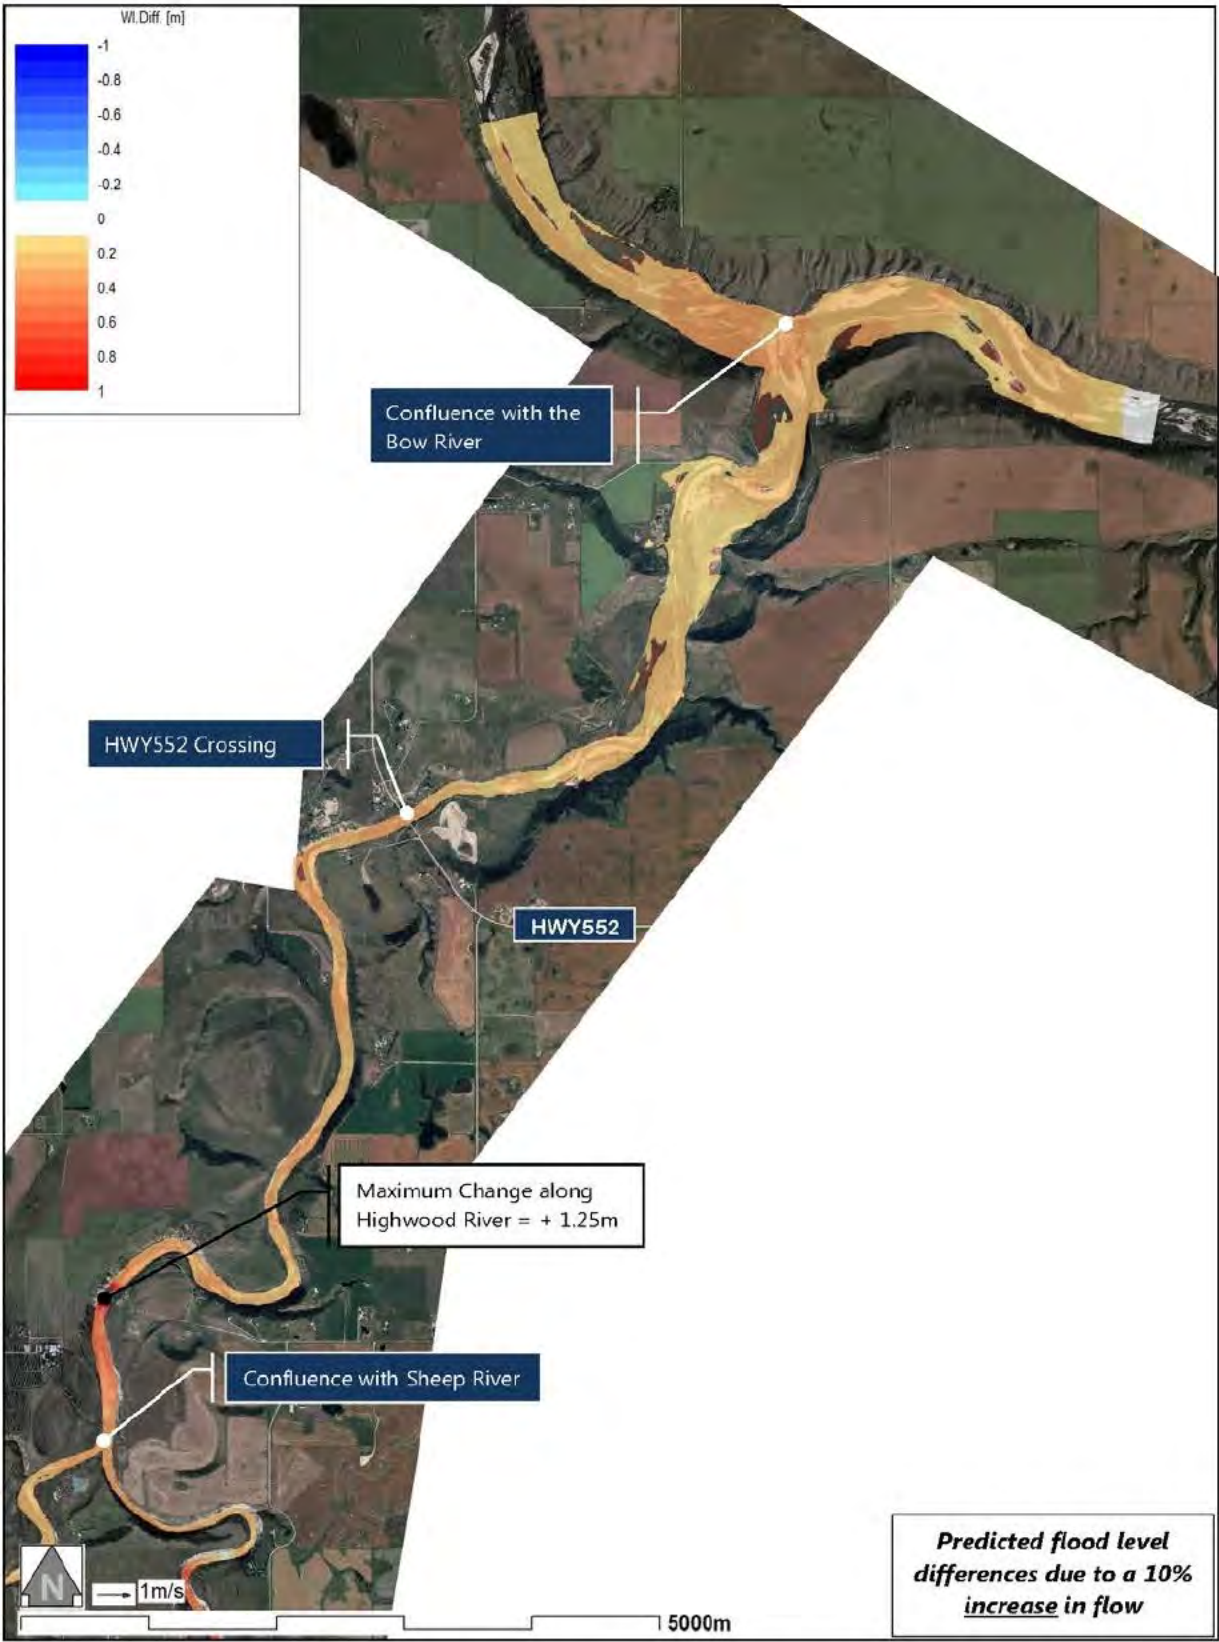 Wl.Diff. [m]
-1
-0.8
-0.6
-0.4
-0.2
0
0.2
0.4
0.6
0.8
1
Confluence with the
Bow River
HWY552 Crossing
HWY552
Maximum Change along
Highwood River = + 1.25m
Confluence with Sheep River
N
1m/s
5000m
Predicted flood level
differences due to a 10%
increase in flow